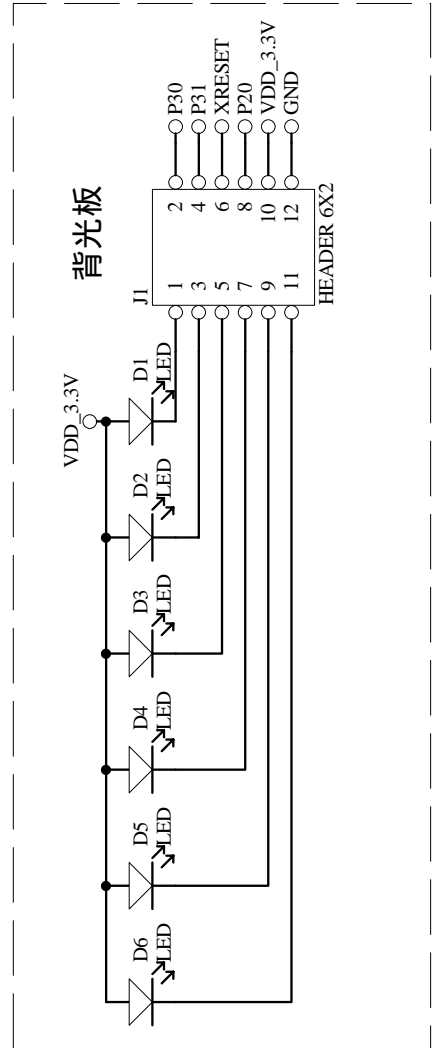 背光板
VDD_3.3V
D6
LED
D5
LED
D4
LED
D3
LED
D2
LED
D1
LED
J1
1
2
P30
3
4
P31
5
6
XRESET
7
8
P20
9
10
VDD_3.3V
11
12
GND
HEADER 6X2